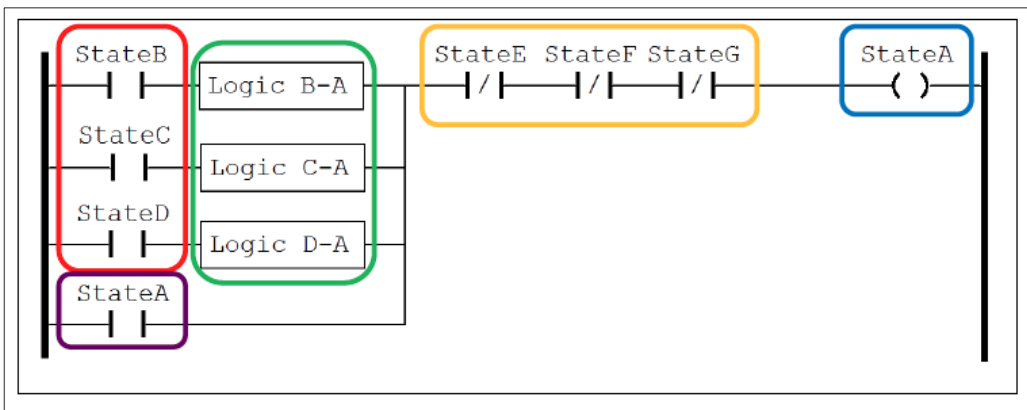 StateB StateE StateF StateG StateA
Logic B-A
StateC
Logic C-A
StateD
Logic D-A
StateA